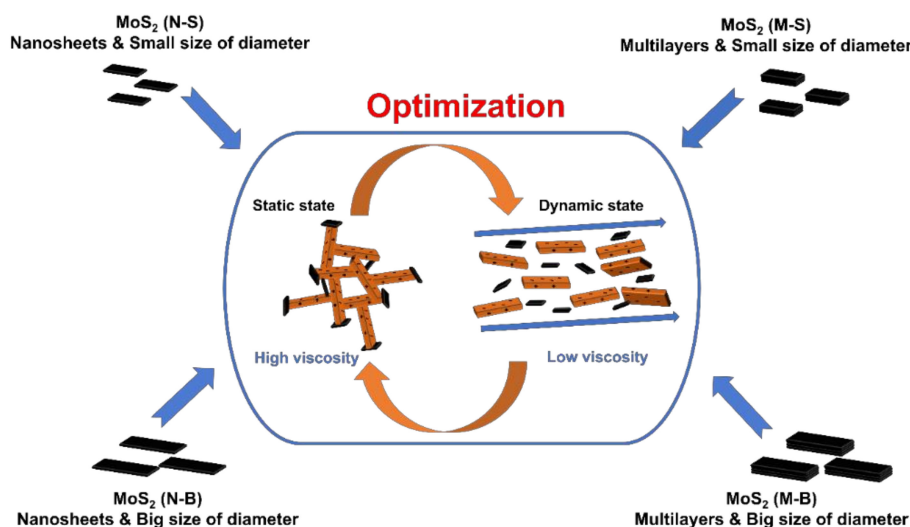 MoS₂ (N-S)
Nanosheets & Small size of diameter
MoS₂ (M-S)
Multilayers & Small size of diameter
Optimization
Static state
Dynamic state
High viscosity
Low viscosity
MoS₂ (N-B)
Nanosheets & Big size of diameter
MoS₂ (M-B)
Multilayers & Big size of diameter